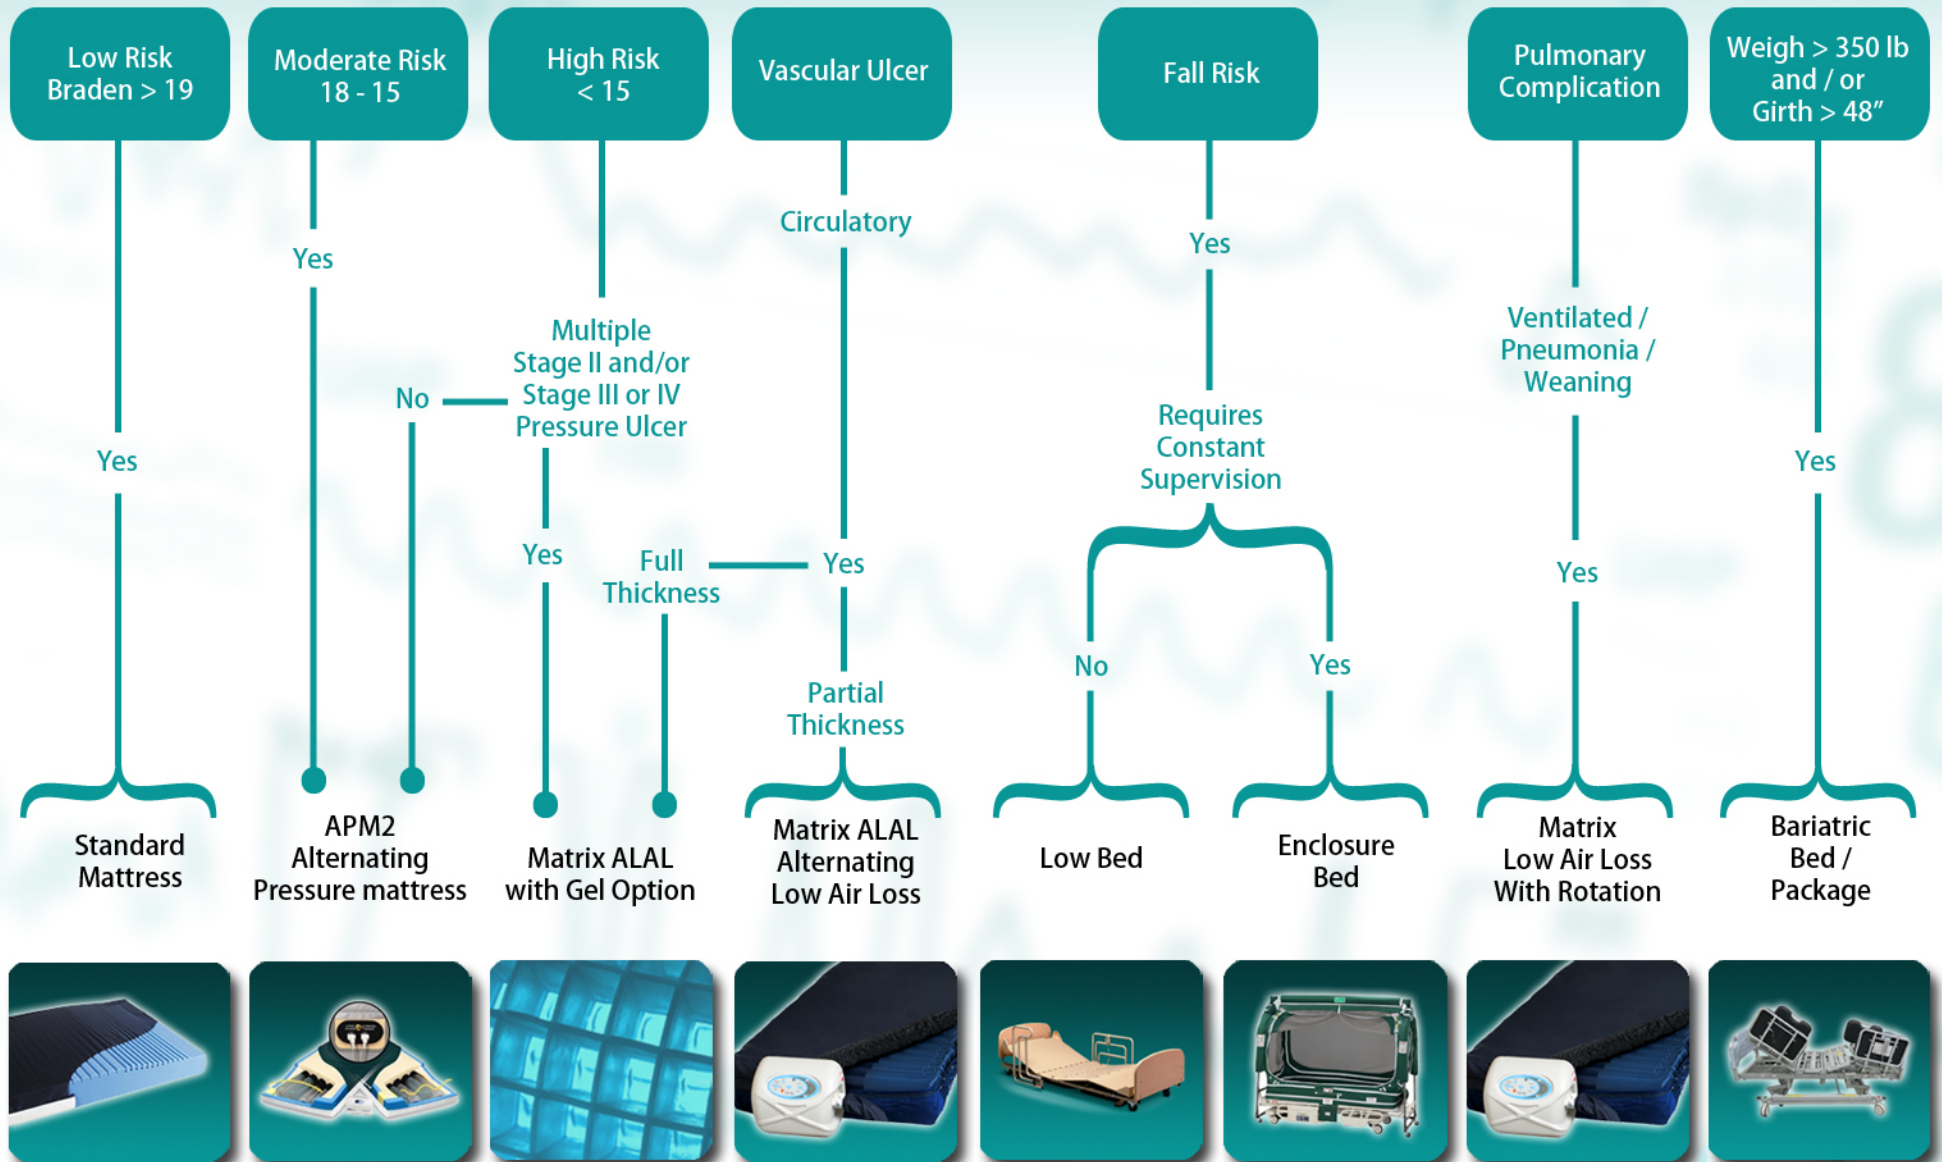 Low Risk
Braden > 19
Moderate Risk
18 - 15
High Risk
< 15
Vascular Ulcer
Fall Risk
Pulmonary
Complication
Weigh > 350 lb
and / or
Girth > 48”
Yes
Yes
Multiple
Stage II and/or
Stage III or IV
Pressure Ulcer
No
Yes
Circulatory
Yes
Full
Thickness
Partial
Thickness
Yes
Requires
Constant
Supervision
No
Yes
Ventilated /
Pneumonia /
Weaning
Yes
Yes
Standard
Mattress
APM2
Alternating
Pressure mattress
Matrix ALAL
with Gel Option
Matrix ALAL
Alternating
Low Air Loss
Low Bed
Enclosure
Bed
Matrix
Low Air Loss
With Rotation
Bariatric
Bed /
Package